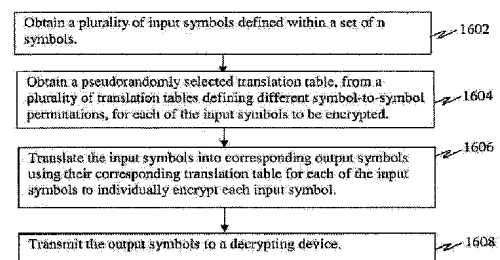 Obtain a plurality of input symbols defined within a set of n
symbols.
1602
Obtain a pseudorandomly selected translation table, from a
plurality of translation tables defining different symbol-to-symbol
permutations, for each of the input symbols to be encrypted.
1604
Translate the input symbols into corresponding output symbols
using their corresponding translation table for each of the input
symbols to individually encrypt each input symbol.
1606
Transmit the output symbols to a decrypting device.
1608